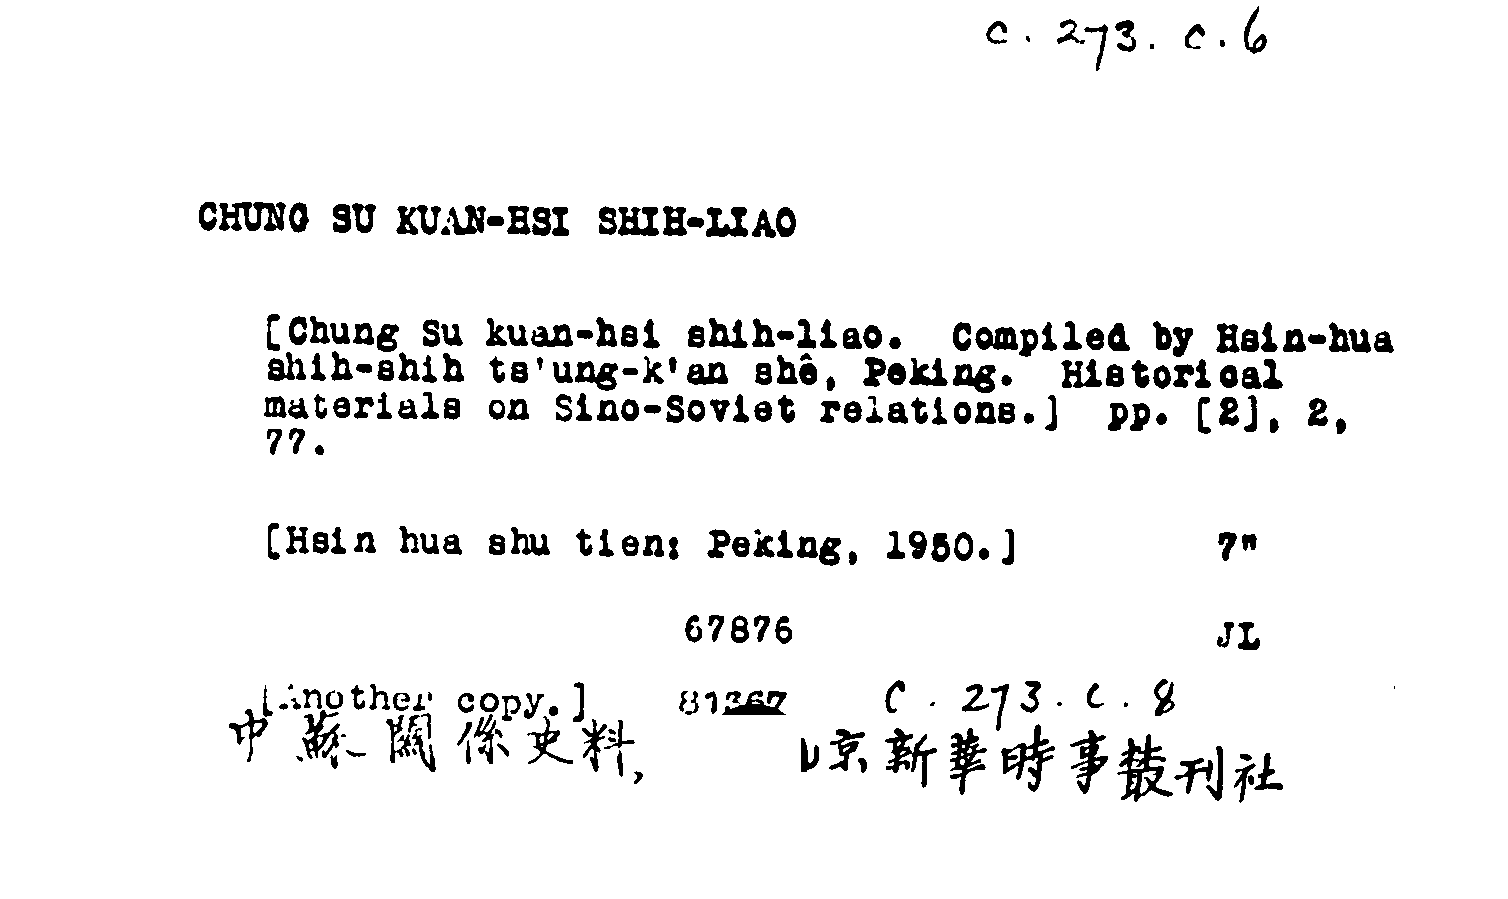 C. 273. C. 6
CHUNG SU KUAN-HSI SHIH-LIAO
[Chung Su kuan-hsi shih-liao. Compiled by Hsin-hua
shih-shih ts'ung-k'an shê, Peking. Historical
materials on Sino-Soviet relations.] pp. [2], 2,
77.
[Hsin hua shu tien: Peking, 1950.] 7"
67876 JL
[Another copy.] 81367 C. 273. C. 8
中蘇關係史料, 京新華時事叢刊社